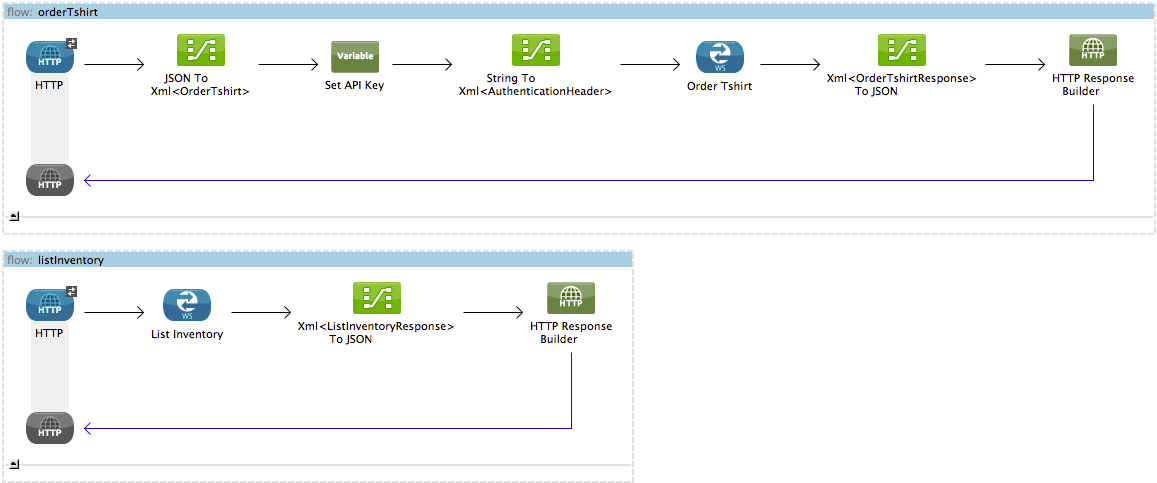 flow: orderTshirt
HTTP
HTTP
JSON To
Xml<OrderTshirt>
Variable
Set API Key
String To
Xml<AuthenticationHeader>
WS
Order Tshirt
Xml<OrderTshirtResponse>
To JSON
HTTP
HTTP Response
Builder
HTTP
flow: listInventory
HTTP
HTTP
WS
List Inventory
Xml<ListInventoryResponse>
To JSON
HTTP
HTTP Response
Builder
HTTP